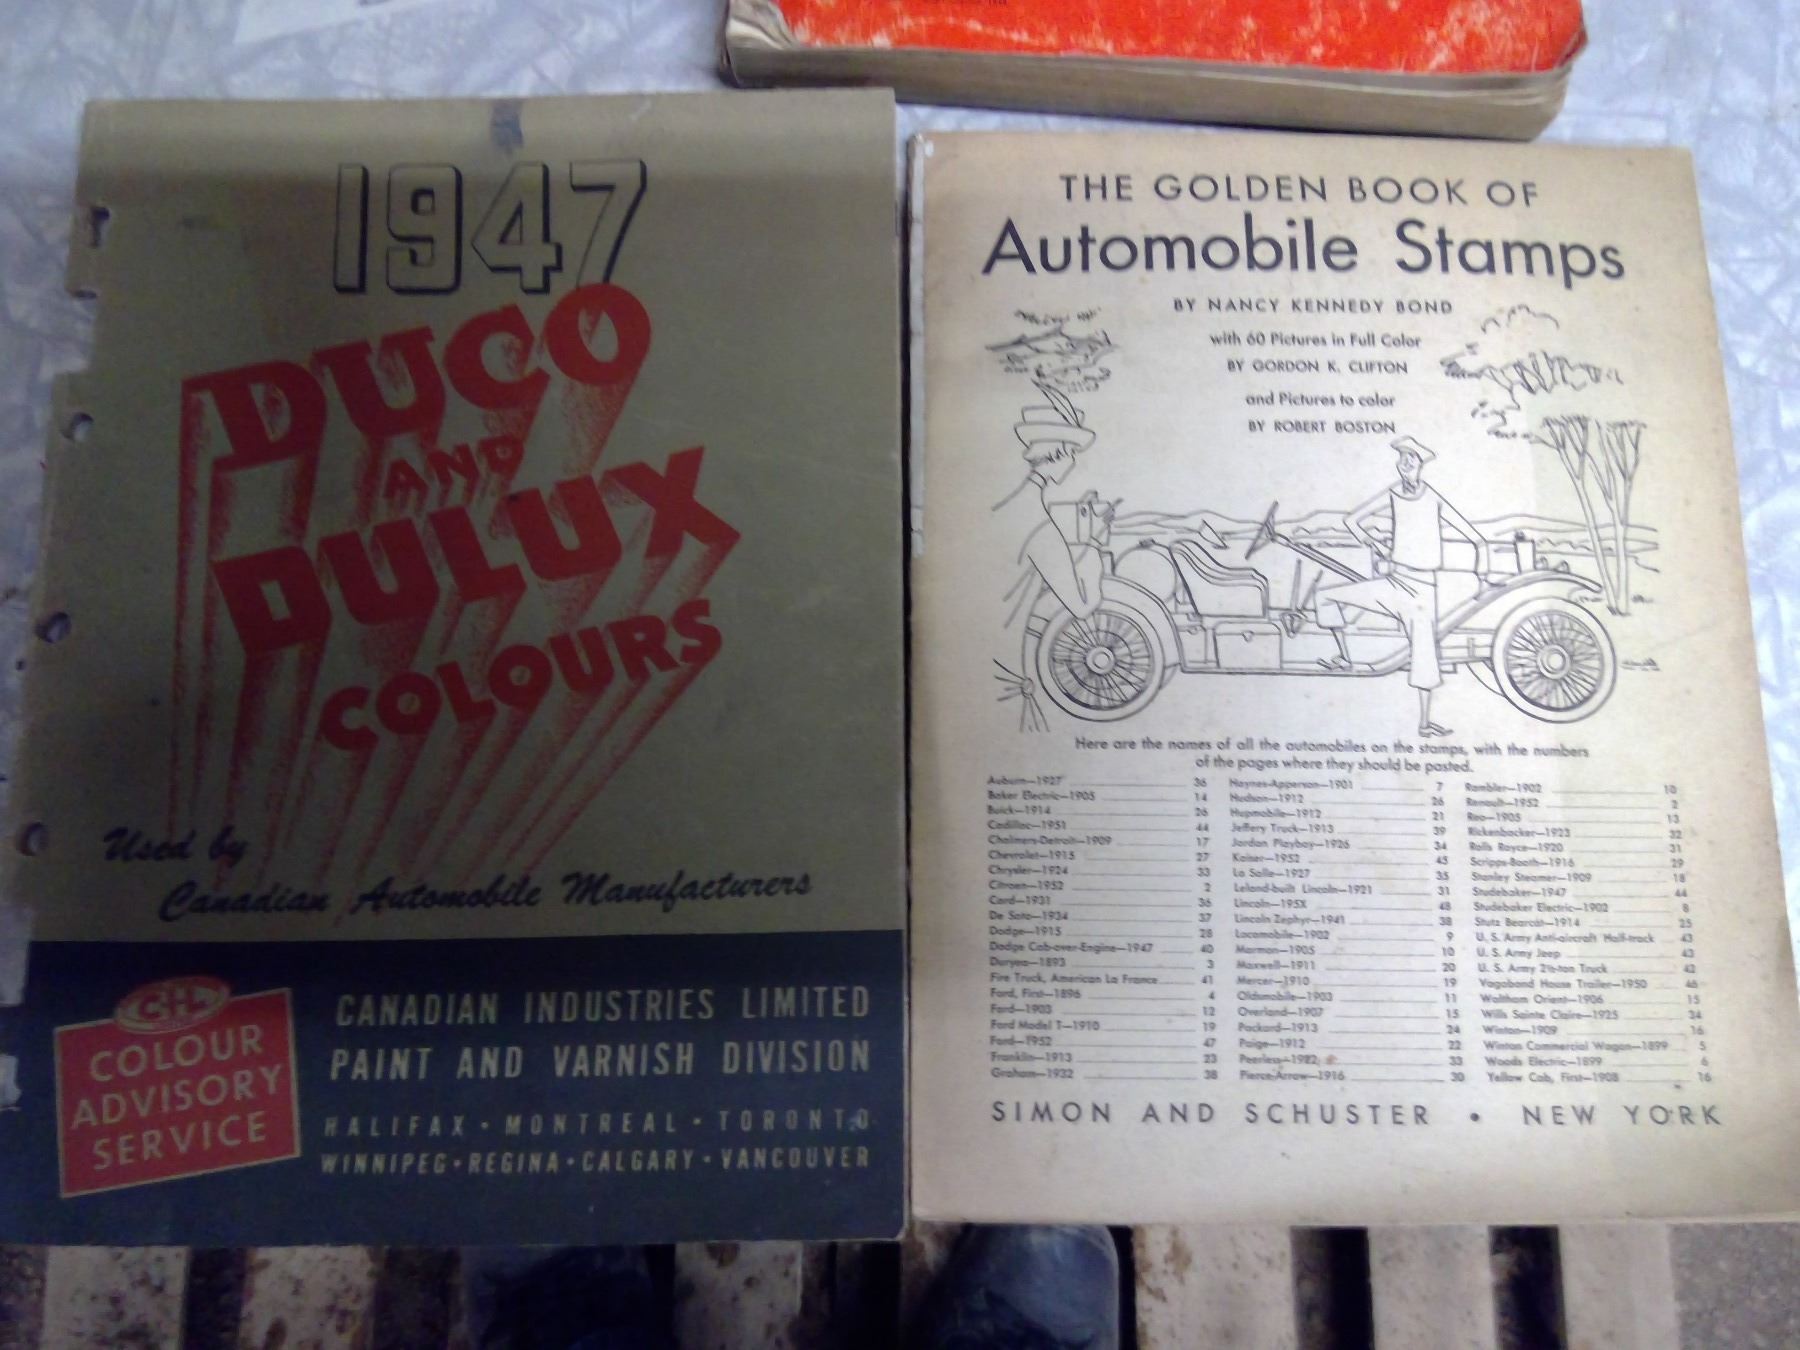 1947
DUCO
AND
DULUX
COLOURS
Used by
Canadian Automobile Manufacturers
COLOUR
ADVISORY
SERVICE
CANADIAN INDUSTRIES LIMITED
PAINT AND VARNISH DIVISION
HALIFAX • MONTREAL • TORONTO
WINNIPEG • REGINA • CALGARY • VANCOUVER
THE GOLDEN BOOK OF
Automobile Stamps
BY NANCY KENNEDY BOND
with 60 Pictures in Full Color
BY GORDON K. CLIFTON
and Pictures to color
BY ROBERT BOSTON
Here are the names of all the automobiles on the stamps, with the numbers
of the pages where they should be pasted.
Auburn—1927 36
Baker Electric—1905 14
Buick—1914 26
Cadillac—1951 44
Chalmers-Detroit—1909 17
Chevrolet—1915 27
Chrysler—1924 33
Citroen—1952 2
Cord—1931 36
De Soto—1934 37
Dodge—1915 28
Dodge Cab-over-Engine—1947 40
Duryea—1893 3
Fire Truck, American La France 41
Ford, First—1896 4
Ford—1903 12
Ford Model T—1910 19
Ford—1952 47
Franklin—1913 23
Graham—1932 38
Haynes-Apperson—1901 7
Hudson—1912 26
Hupmobile—1912 21
Jeffery Truck—1913 39
Jordan Playboy—1926 34
Kaiser—1952 45
La Salle—1927 35
Leland-built Lincoln—1921 31
Lincoln—195X 48
Lincoln Zephyr—1941 38
Locomobile—1902 9
Marmon—1905 10
Maxwell—1911 20
Mercer—1910 19
Oldsmobile—1903 11
Overland—1907 15
Packard—1913 24
Paige—1912 22
Peerless—1922 33
Pierce-Arrow—1916 30
Rambler—1902 10
Renault—1952 2
Reo—1905 13
Rickenbacker—1923 32
Rolls Royce—1920 31
Scripps-Booth—1916 29
Stanley Steamer—1909 18
Studebaker—1947 44
Studebaker Electric—1902 8
Stutz Bearcat—1914 25
U. S. Army Anti-aircraft Half-track 43
U. S. Army Jeep 43
U. S. Army 2½-ton Truck 42
Vagabond House Trailer—1950 46
Waltham Orient—1906 15
Wills Sainte Claire—1925 34
Winton—1909 16
Winton Commercial Wagon—1899 5
Woods Electric—1899 6
Yellow Cab, First—1908 16
SIMON AND SCHUSTER • NEW YORK